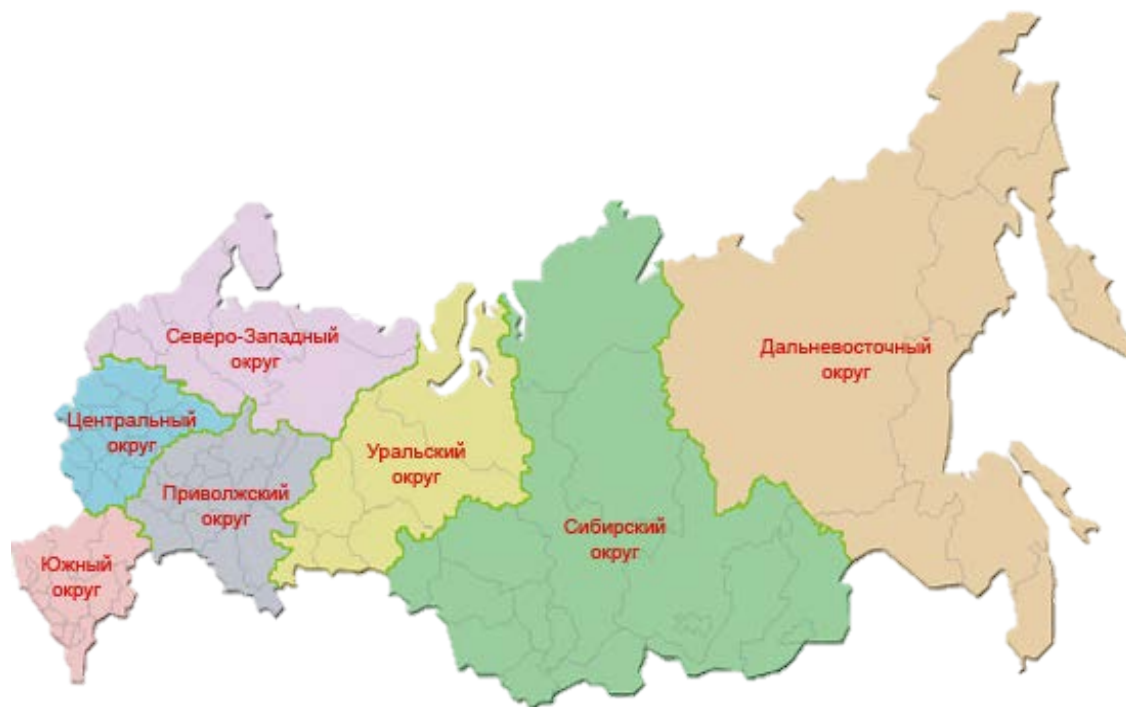 Северо-Западный
округ
Дальневосточный
округ
Центральный
округ
Уральский
округ
Приволжский
округ
Сибирский
округ
Южный
округ